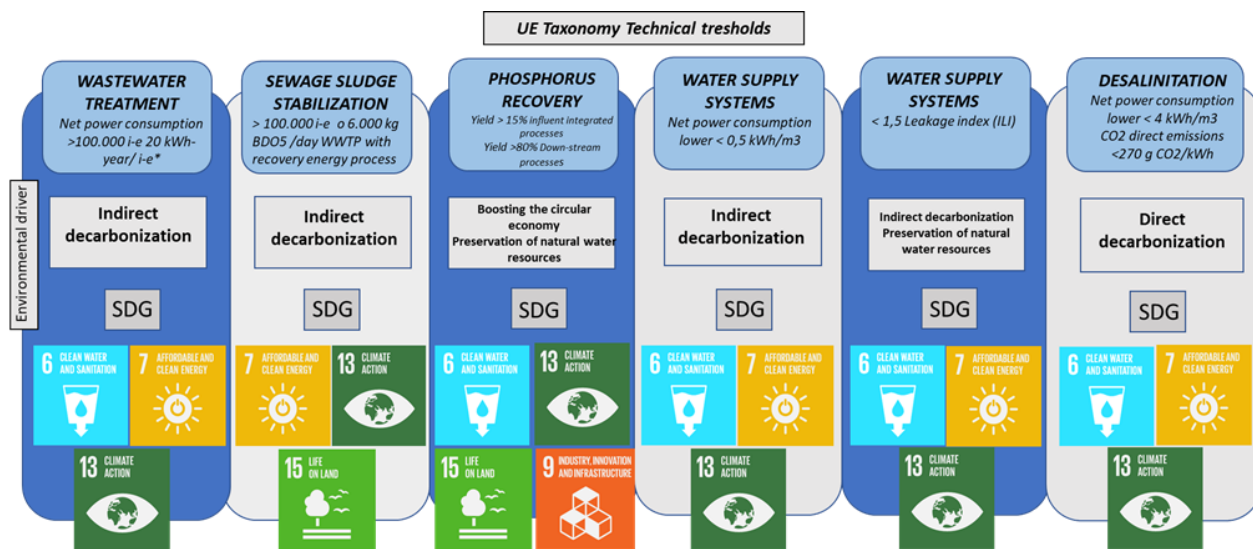 UE Taxonomy Technical tresholds
WASTEWATER
TREATMENT
Net power consumption
>100.000 i-e 20 kWh-
year/ i-e*
SEWAGE SLUDGE
STABILIZATION
> 100.000 i-e o 6.000 kg
BDO5 /day WWTP with
recovery energy process
PHOSPHORUS
RECOVERY
Yield > 15% influent integrated
processes
Yield >80% Down-stream
processes
WATER SUPPLY
SYSTEMS
Net power consumption
lower < 0,5 kWh/m3
WATER SUPPLY
SYSTEMS
< 1,5 Leakage index (ILI)
DESALINITATION
Net power consumption
lower < 4 kWh/m3
CO2 direct emissions
<270 g CO2/kWh
Environmental driver
Indirect
decarbonization
Indirect
decarbonization
Boosting the circular
economy
Preservation of natural water
resources
Indirect
decarbonization
Indirect decarbonization
Preservation of natural
water resources
Direct
decarbonization
SDG
SDG
SDG
SDG
SDG
SDG
6 CLEAN WATER
AND SANITATION
7 AFFORDABLE AND
CLEAN ENERGY
7 AFFORDABLE AND
CLEAN ENERGY
13 CLIMATE
ACTION
6 CLEAN WATER
AND SANITATION
13 CLIMATE
ACTION
6 CLEAN WATER
AND SANITATION
7 AFFORDABLE AND
CLEAN ENERGY
6 CLEAN WATER
AND SANITATION
7 AFFORDABLE AND
CLEAN ENERGY
6 CLEAN WATER
AND SANITATION
7 AFFORDABLE AND
CLEAN ENERGY
13 CLIMATE
ACTION
15 LIFE
ON LAND
15 LIFE
ON LAND
9 INDUSTRY, INNOVATION
AND INFRASTRUCTURE
13 CLIMATE
ACTION
13 CLIMATE
ACTION
13 CLIMATE
ACTION